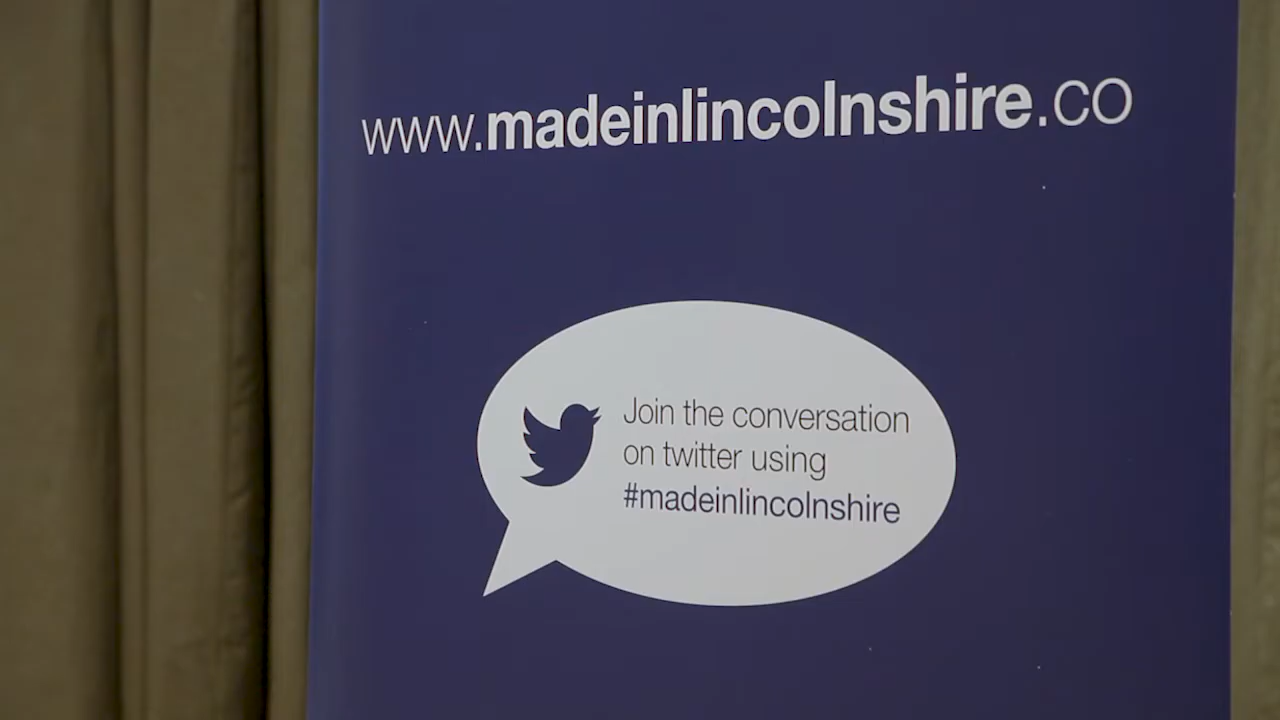 www.madeinlincolnshire.co
Join the conversation
on twitter using
#madeinlincolnshire